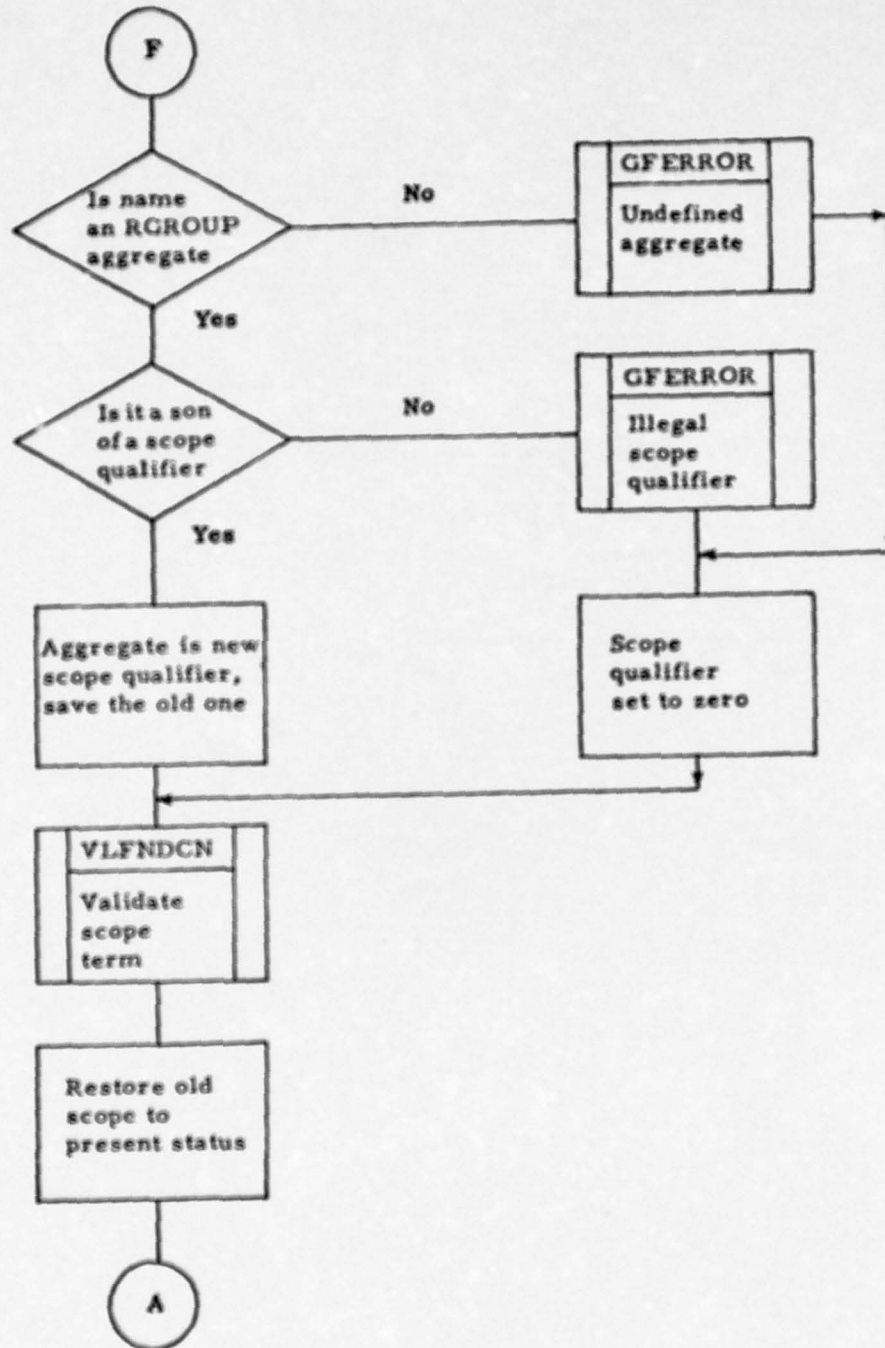 F
Is name
an RGROUP
aggregate
No
GFERROR
Undefined
aggregate
Yes
Is it a son
of a scope
qualifier
No
GFERROR
Illegal
scope
qualifier
Yes
Aggregate is new
scope qualifier,
save the old one
Scope
qualifier
set to zero
VLFNDCN
Validate
scope
term
Restore old
scope to
present status
A